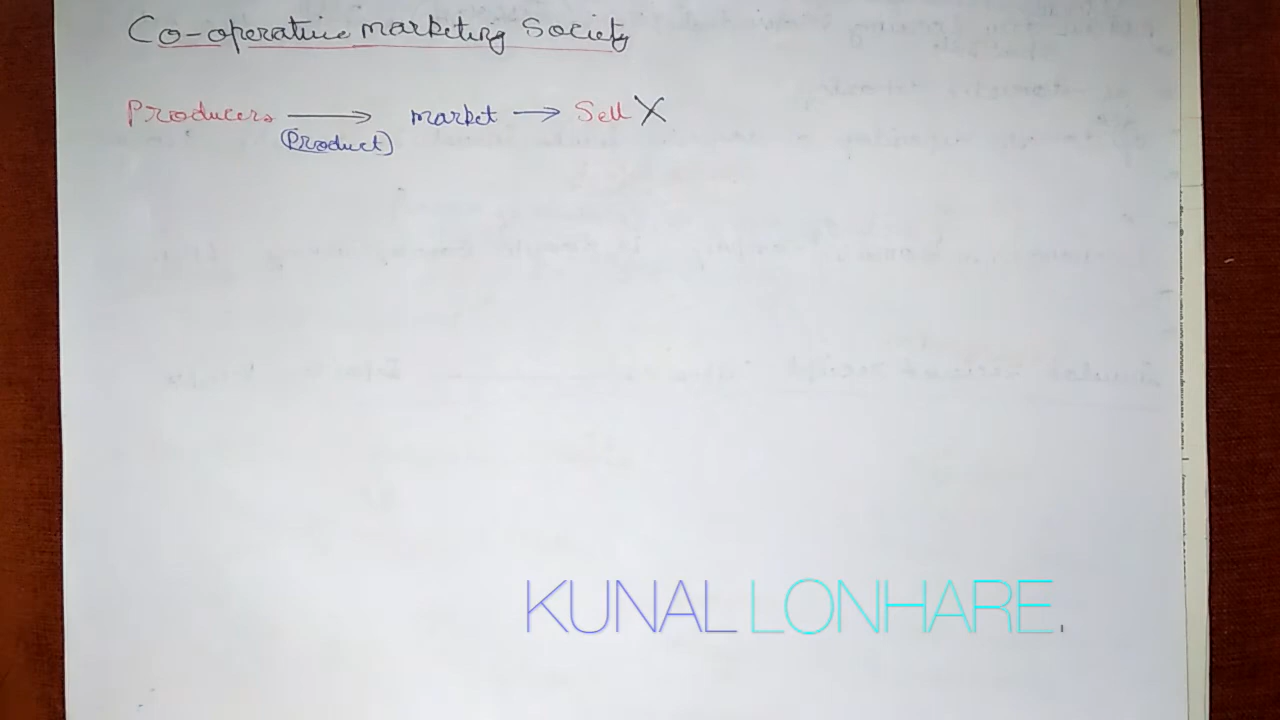 Co-operative marketing Society
Producers ⟶ market → Sell X
(Product)
KUNAL LONHARE.